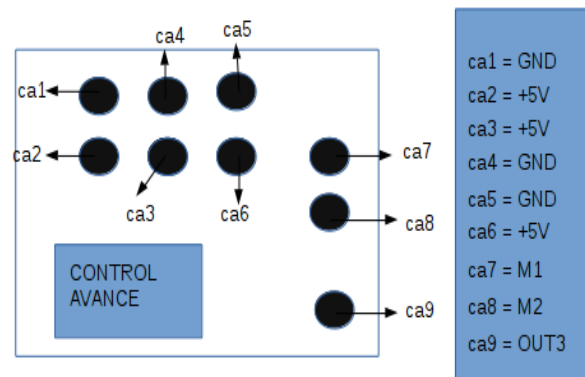 ca4
ca5
ca1
ca2
ca3
ca6
ca7
ca8
ca9
CONTROL
AVANCE
ca1 = GND
ca2 = +5V
ca3 = +5V
ca4 = GND
ca5 = GND
ca6 = +5V
ca7 = M1
ca8 = M2
ca9 = OUT3